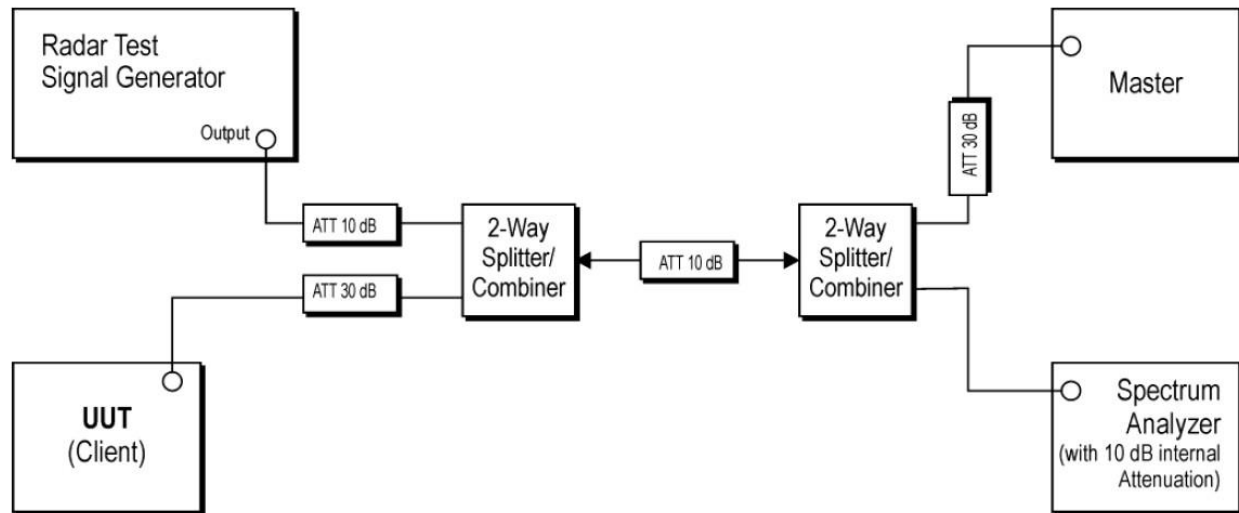 Radar Test
Signal Generator
Output
Master
ATT 30 dB
ATT 10 dB
2-Way
Splitter/
Combiner
ATT 10 dB
2-Way
Splitter/
Combiner
ATT 30 dB
UUT
(Client)
Spectrum
Analyzer
(with 10 dB internal
Attenuation)